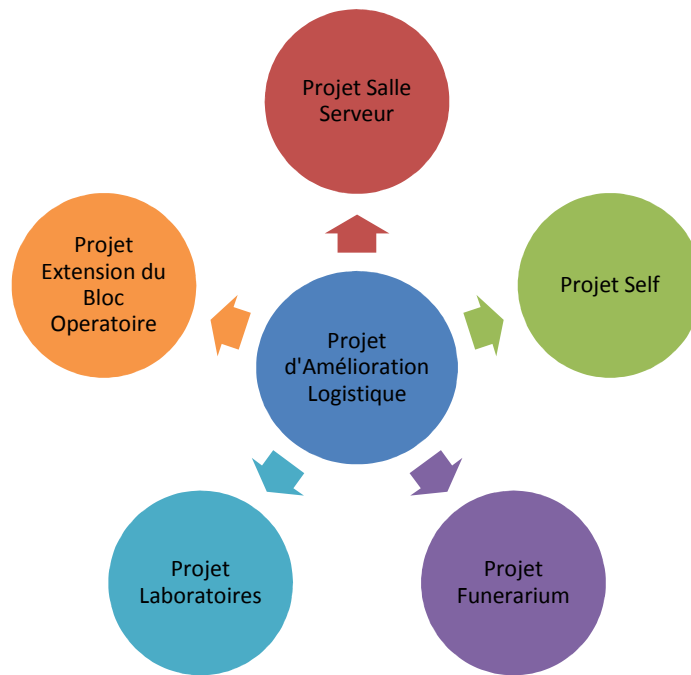 Projet Salle
Serveur
Projet
Extension du
Bloc
Operatoire
Projet Self
Projet
d'Amélioration
Logistique
Projet
Laboratoires
Projet
Funerarium